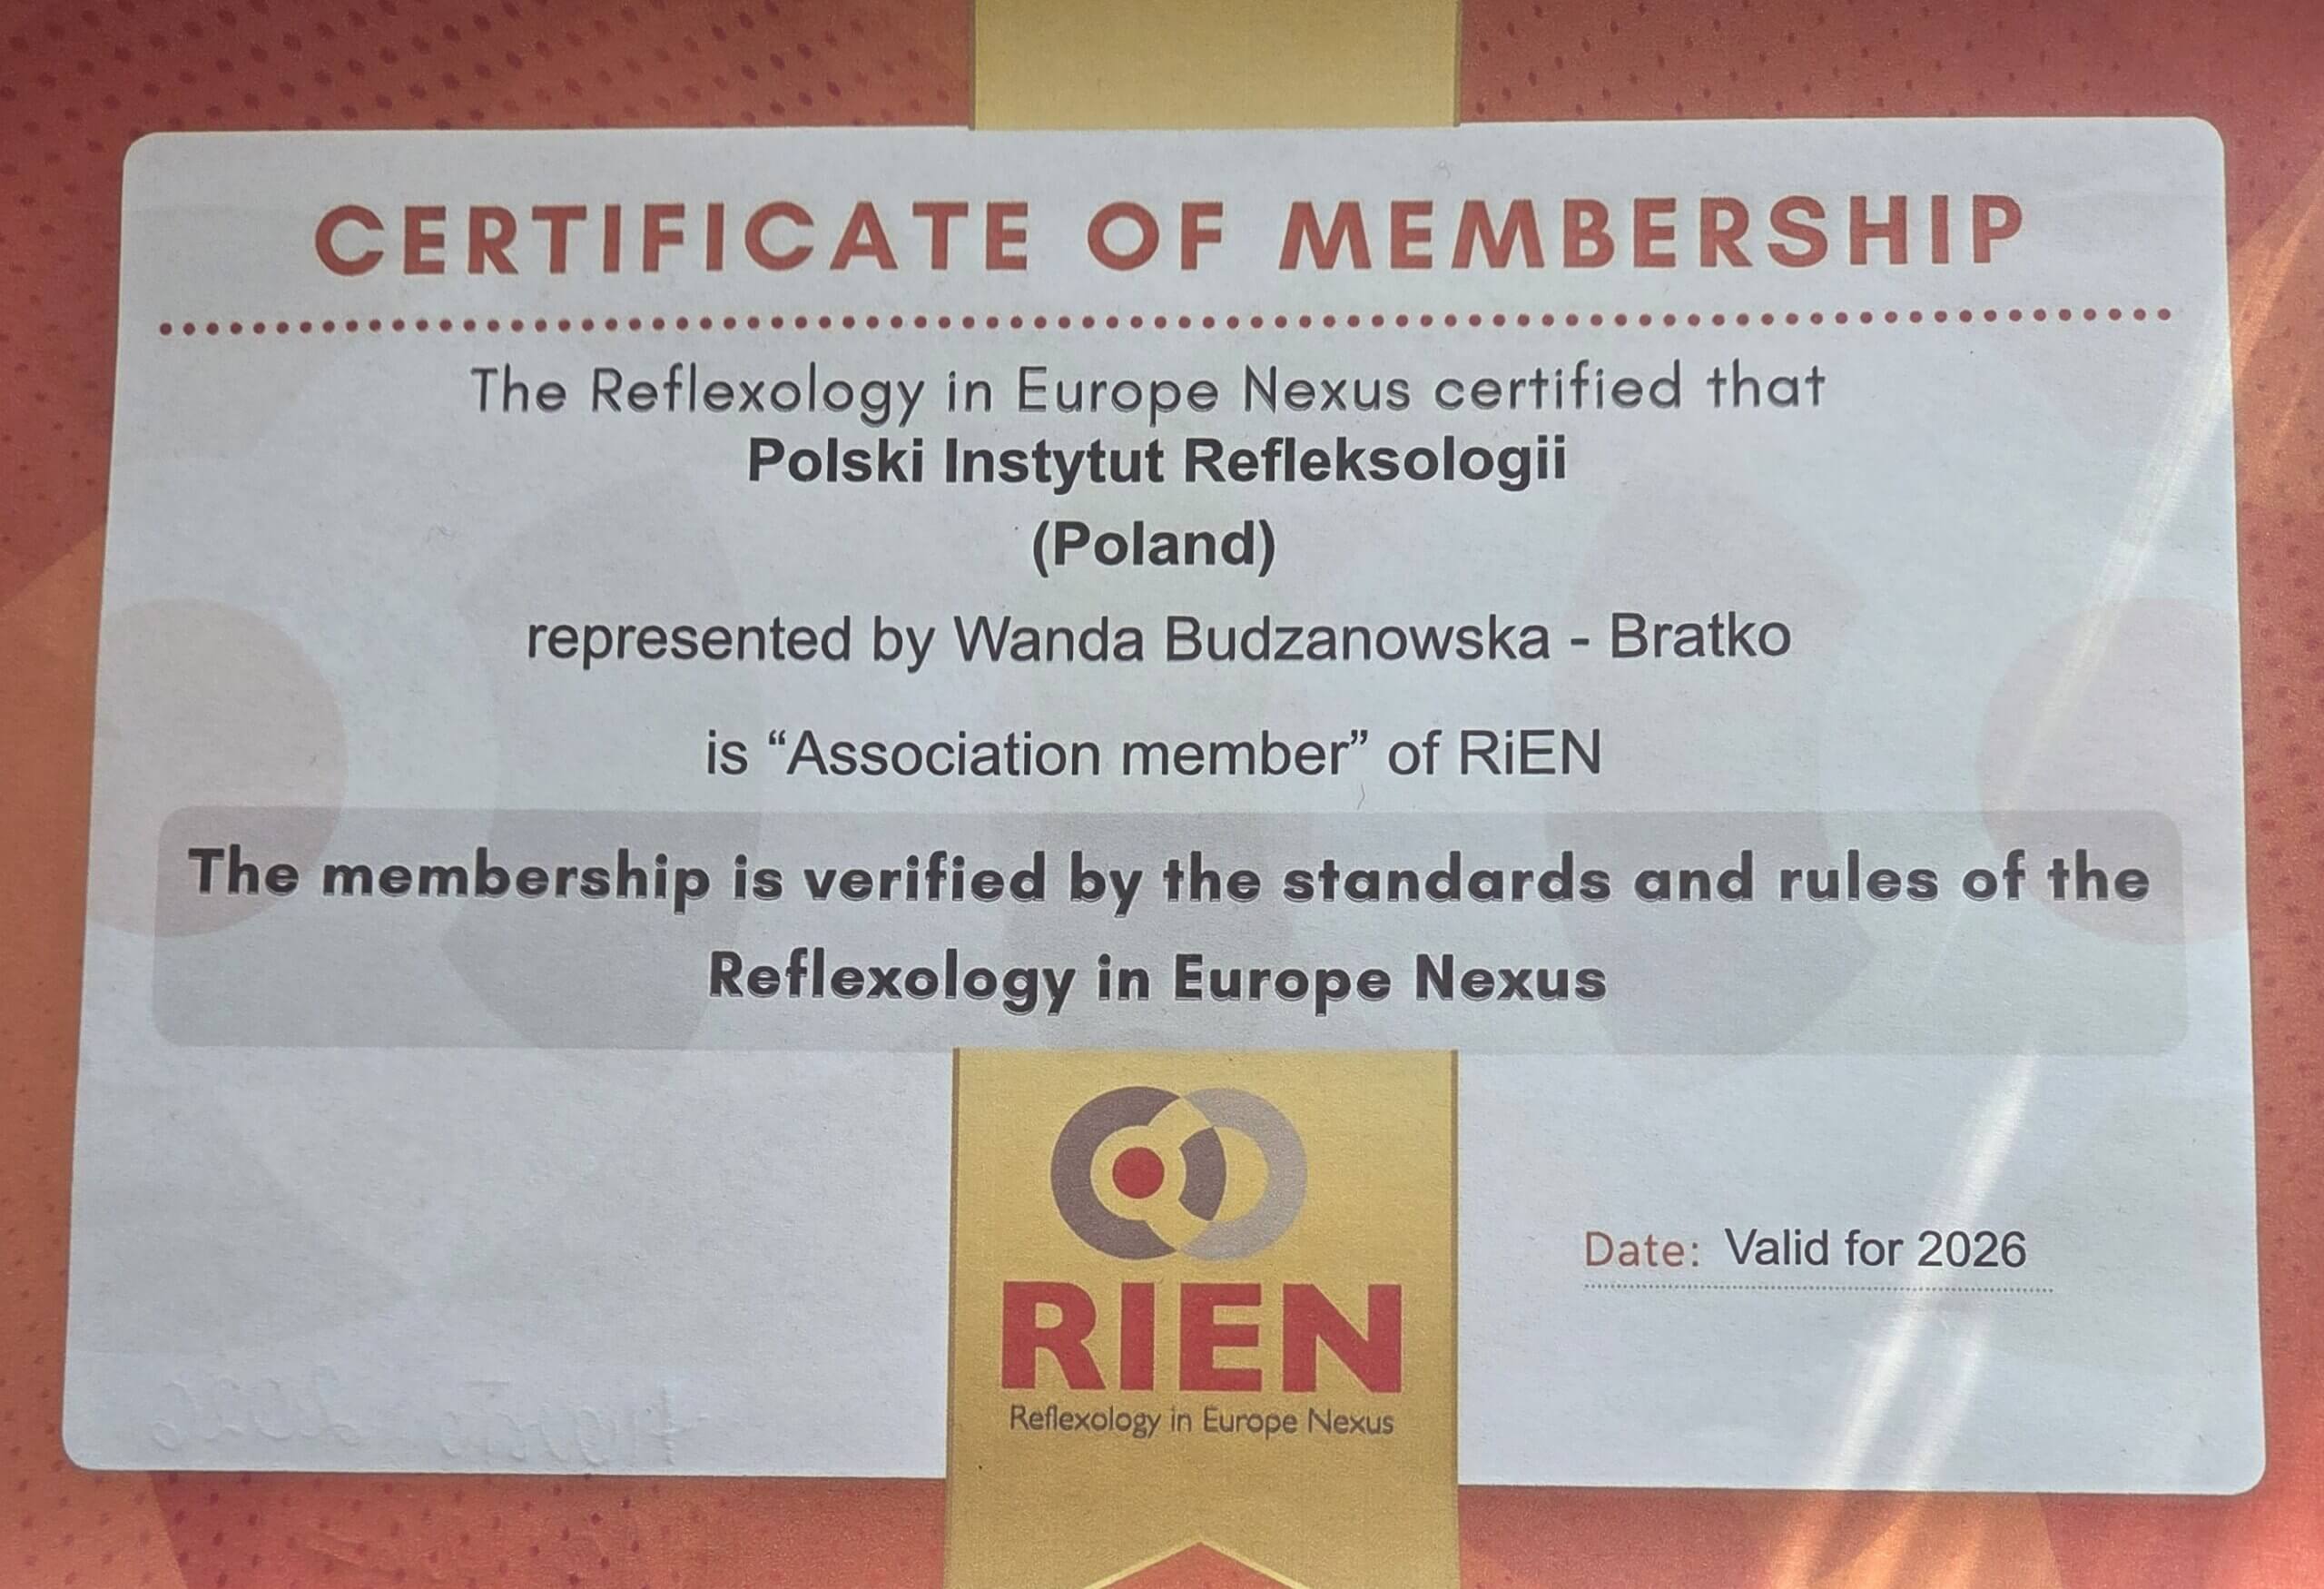 CERTIFICATE OF MEMBERSHIP
The Reflexology in Europe Nexus certified that
Polski Instytut Refleksologii
(Poland)
represented by Wanda Budzanowska - Bratko
is “Association member” of RiEN
The membership is verified by the standards and rules of the
Reflexology in Europe Nexus
RIEN
Reflexology in Europe Nexus
Date: Valid for 2026